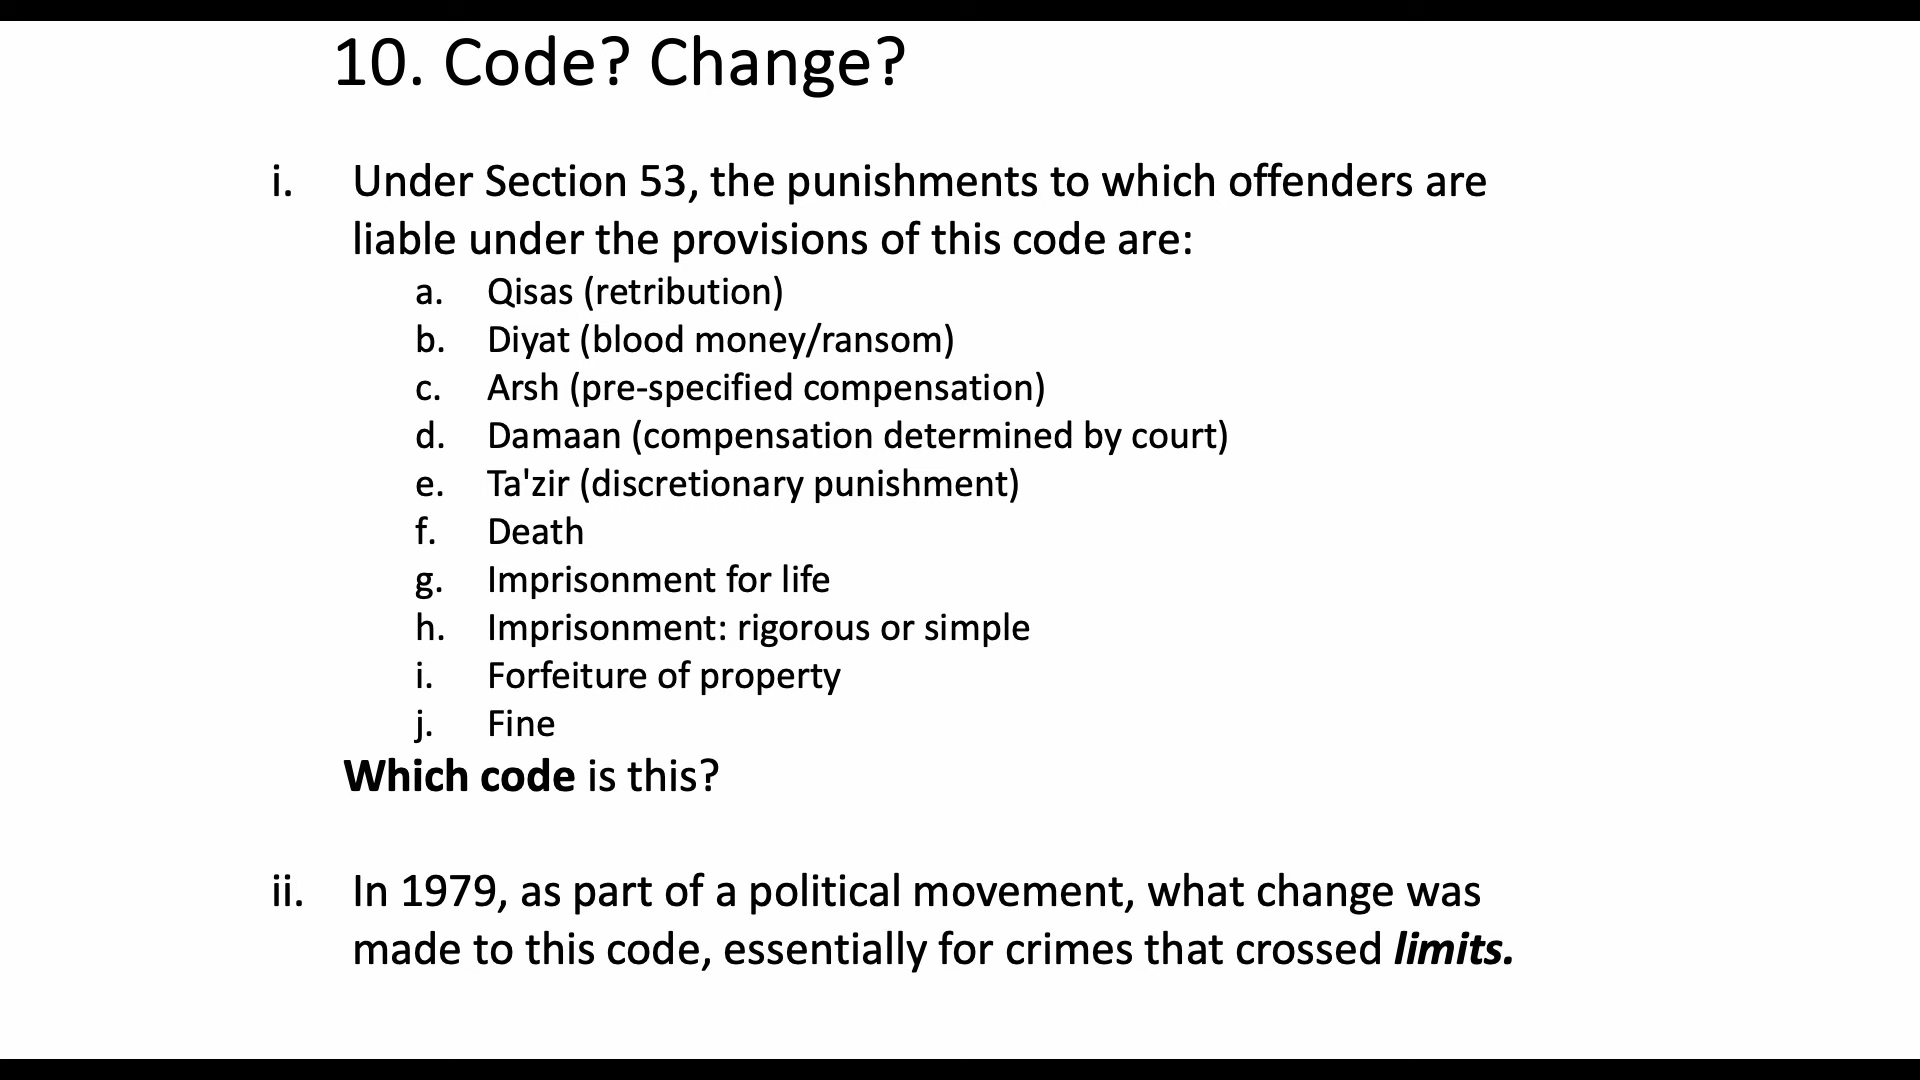 10. Code? Change?
i. Under Section 53, the punishments to which offenders are
liable under the provisions of this code are:
a. Qisas (retribution)
b. Diyat (blood money/ransom)
c. Arsh (pre-specified compensation)
d. Damaan (compensation determined by court)
e. Ta'zir (discretionary punishment)
f. Death
g. Imprisonment for life
h. Imprisonment: rigorous or simple
i. Forfeiture of property
j. Fine
Which code is this?
ii. In 1979, as part of a political movement, what change was
made to this code, essentially for crimes that crossed limits.